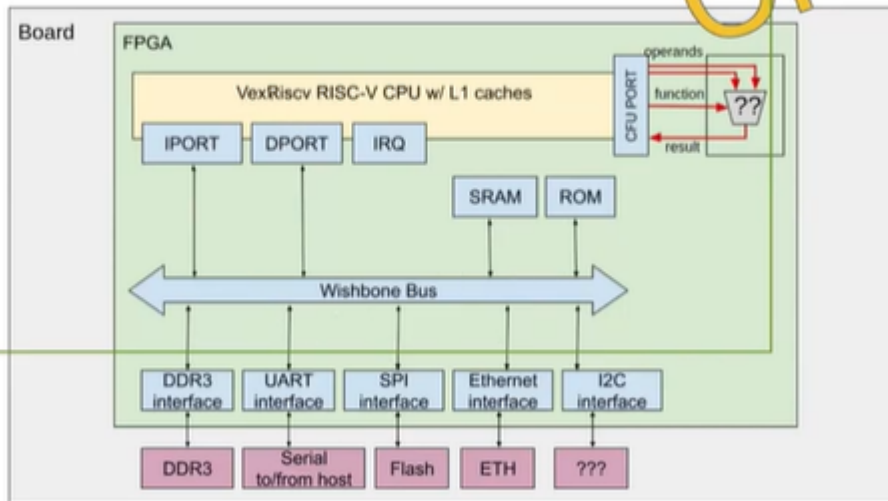 Board
FPGA
operands
VexRiscv RISC-V CPU w/ L1 caches
CFU PORT
function
??
result
IPORT
DPORT
IRQ
SRAM
ROM
Wishbone Bus
DDR3
interface
UART
interface
SPI
interface
Ethernet
interface
I2C
interface
DDR3
Serial
to/from host
Flash
ETH
???